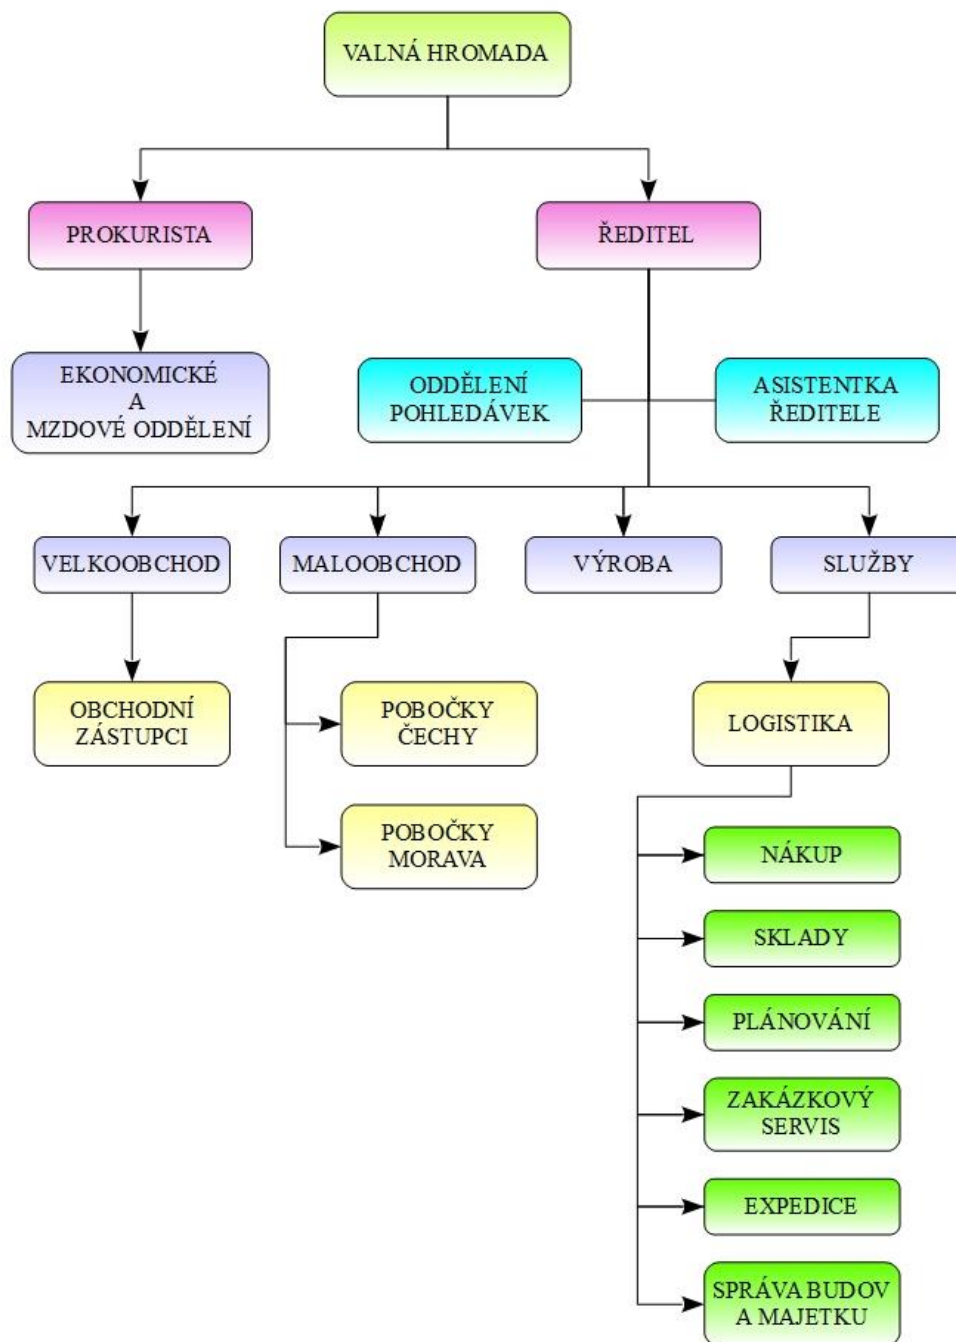 VALNÁ HROMADA
PROKURISTA
ŘEDITEL
EKONOMICKÉ
A
MZDOVÉ ODDĚLENÍ
ODDĚLENÍ
POHLEDÁVEK
ASISTENTKA
ŘEDITELE
VELKOOBCHOD
MALOOBCHOD
VÝROBA
SLUŽBY
OBCHODNÍ
ZÁSTUPCI
POBOČKY
ČECHY
LOGISTIKA
POBOČKY
MORAVA
NÁKUP
SKLADY
PLÁNOVÁNÍ
ZAKÁZKOVÝ
SERVIS
EXPEDICE
SPRÁVA BUDOV
A MAJETKU